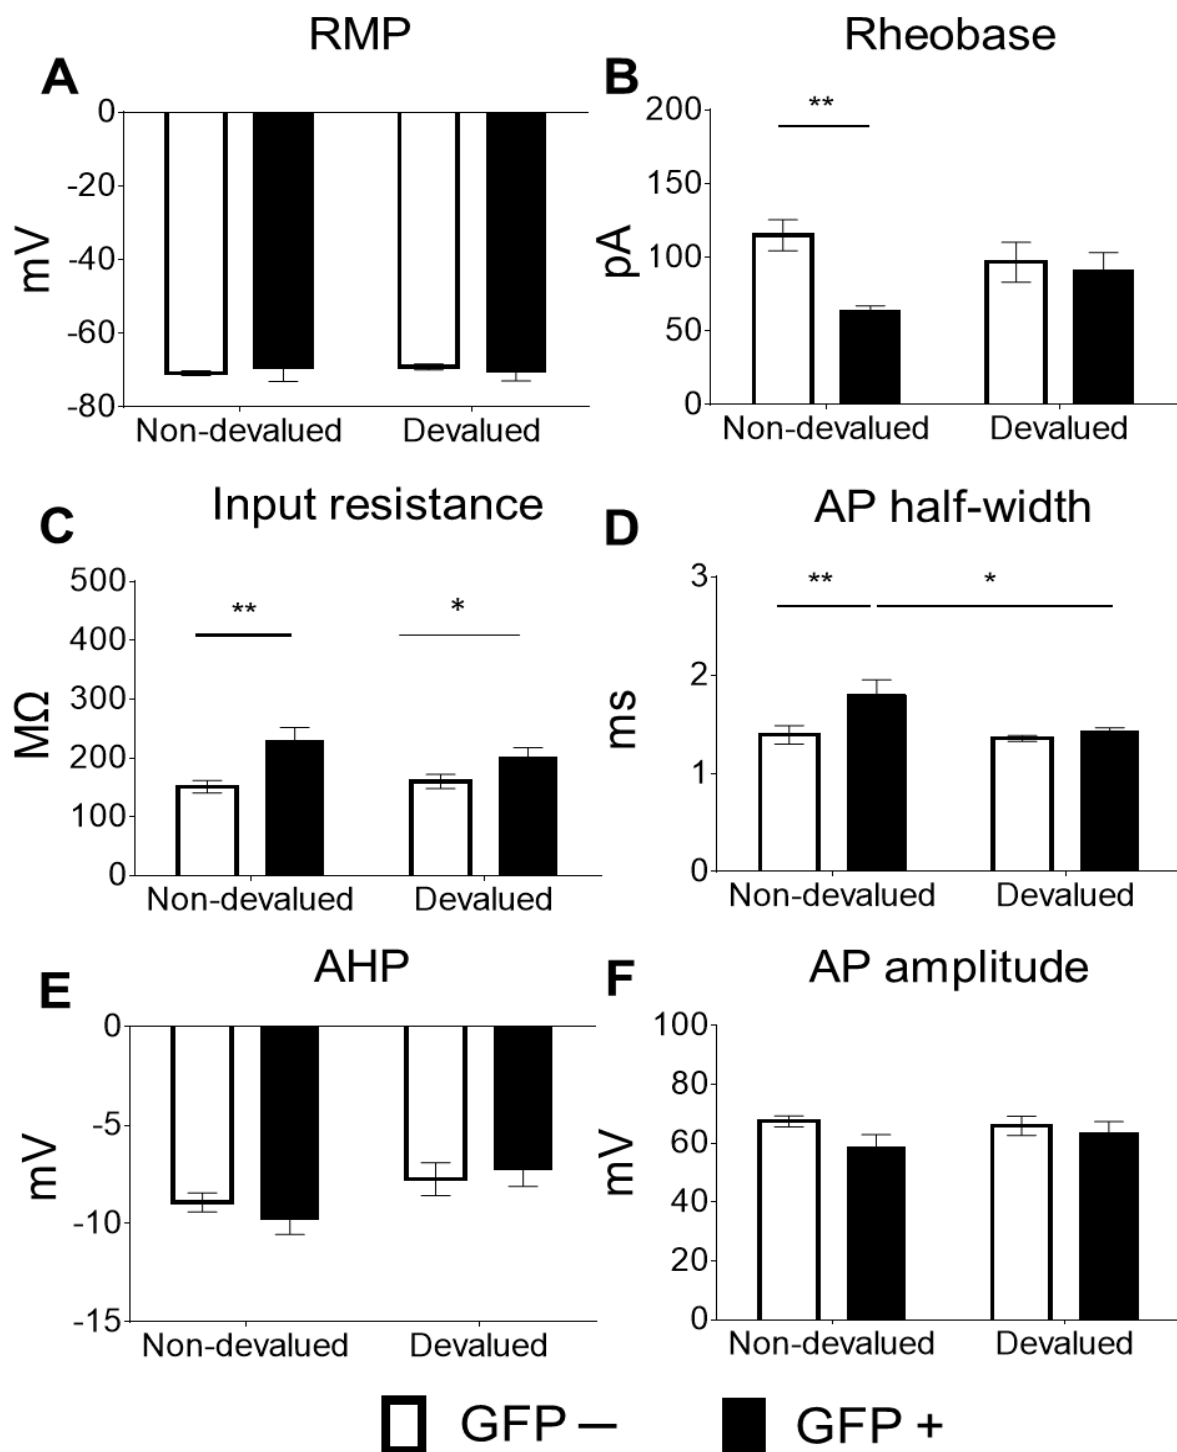 RMP
Rheobase
A
B
0
-20
-40
-60
-80
mV
Non-devalued
Devalued
**
200
150
100
50
0
pA
Non-devalued
Devalued
Input resistance
AP half-width
C
D
500
400
300
200
100
0
MΩ
**
*
Non-devalued
Devalued
3
2
1
0
ms
**
*
Non-devalued
Devalued
AHP
AP amplitude
E
F
0
-5
-10
-15
mV
Non-devalued
Devalued
100
80
60
40
20
0
mV
Non-devalued
Devalued
GFP –
GFP +